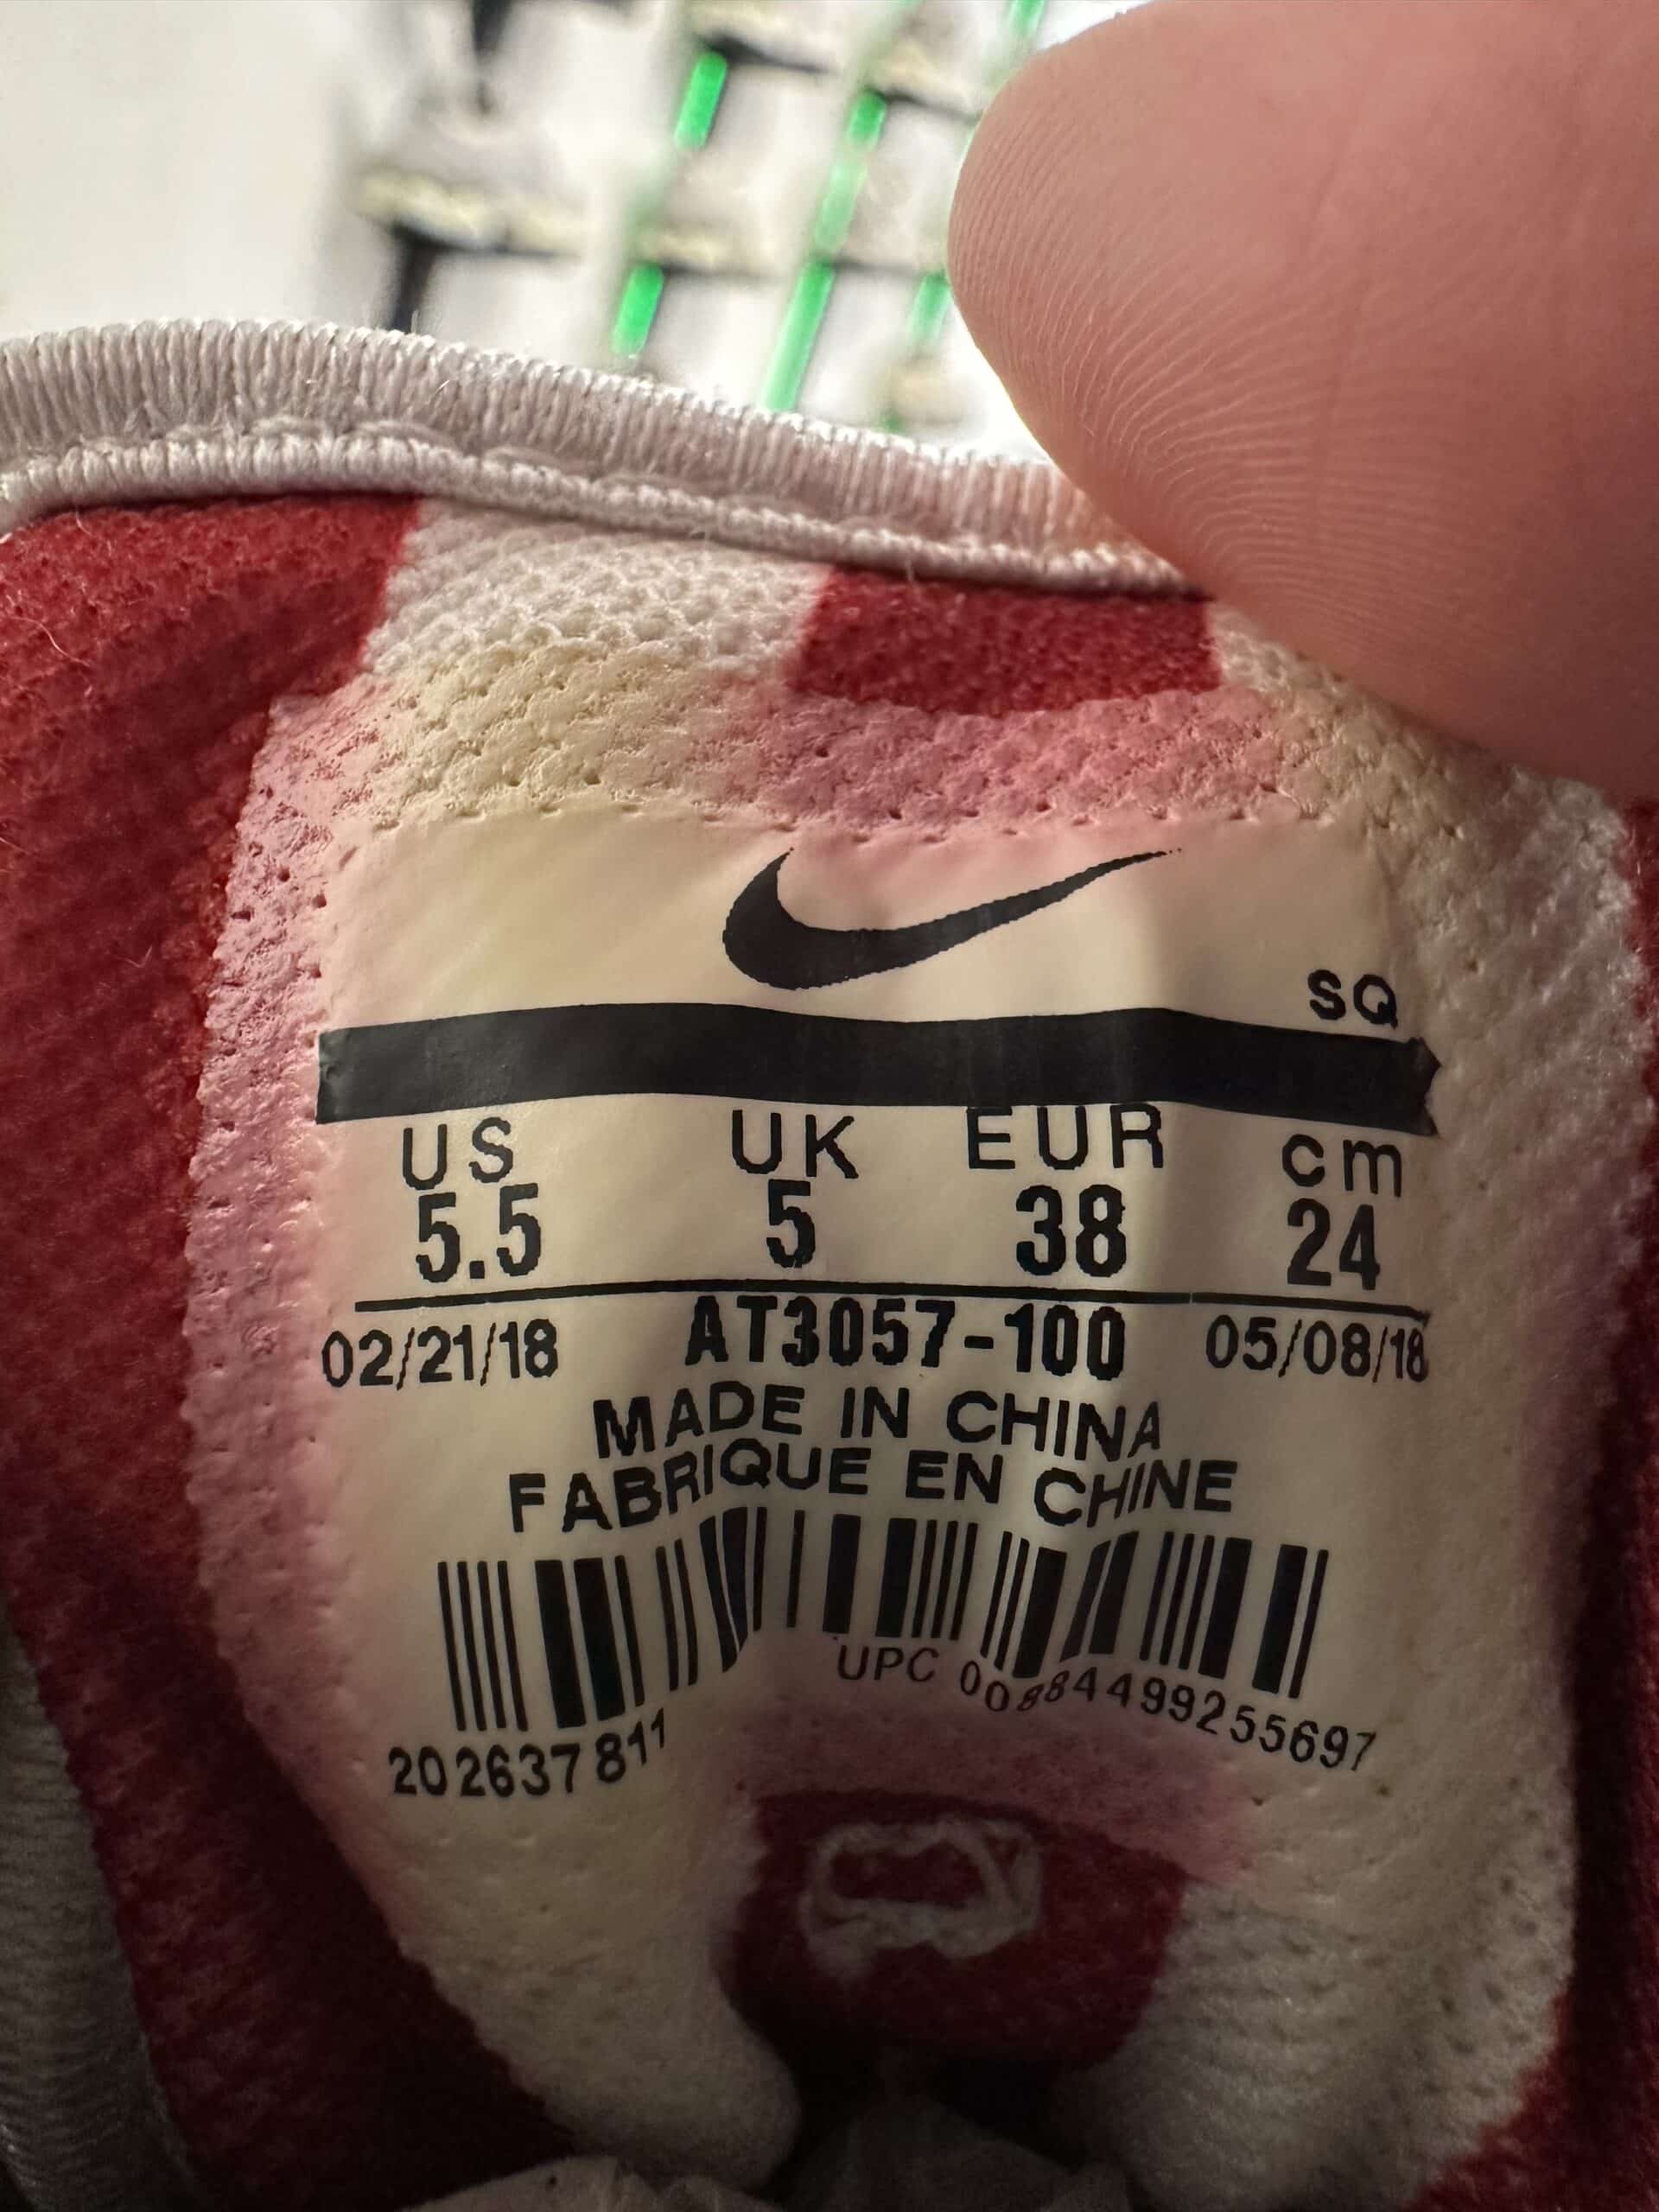 SQ
US UK EUR cm
5.5 5 38 24
02/21/18 AT3057-100 05/08/18
MADE IN CHINA
FABRIQUE EN CHINE
UPC 00884499255697
202637811